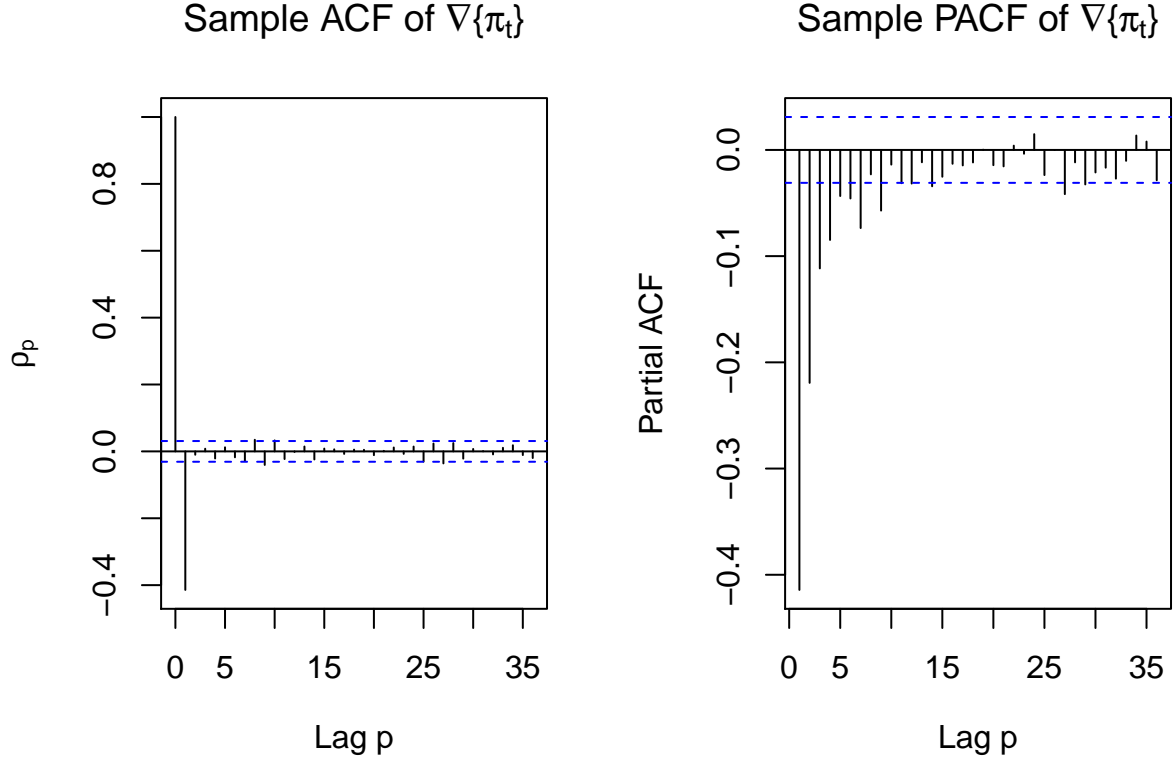 Sample ACF of ∇{πₜ}
ρₚ
0.8
0.4
0.0
−0.4
0 5 15 25 35
Lag p
Sample PACF of ∇{πₜ}
Partial ACF
0.0
−0.1
−0.2
−0.3
−0.4
0 5 15 25 35
Lag p